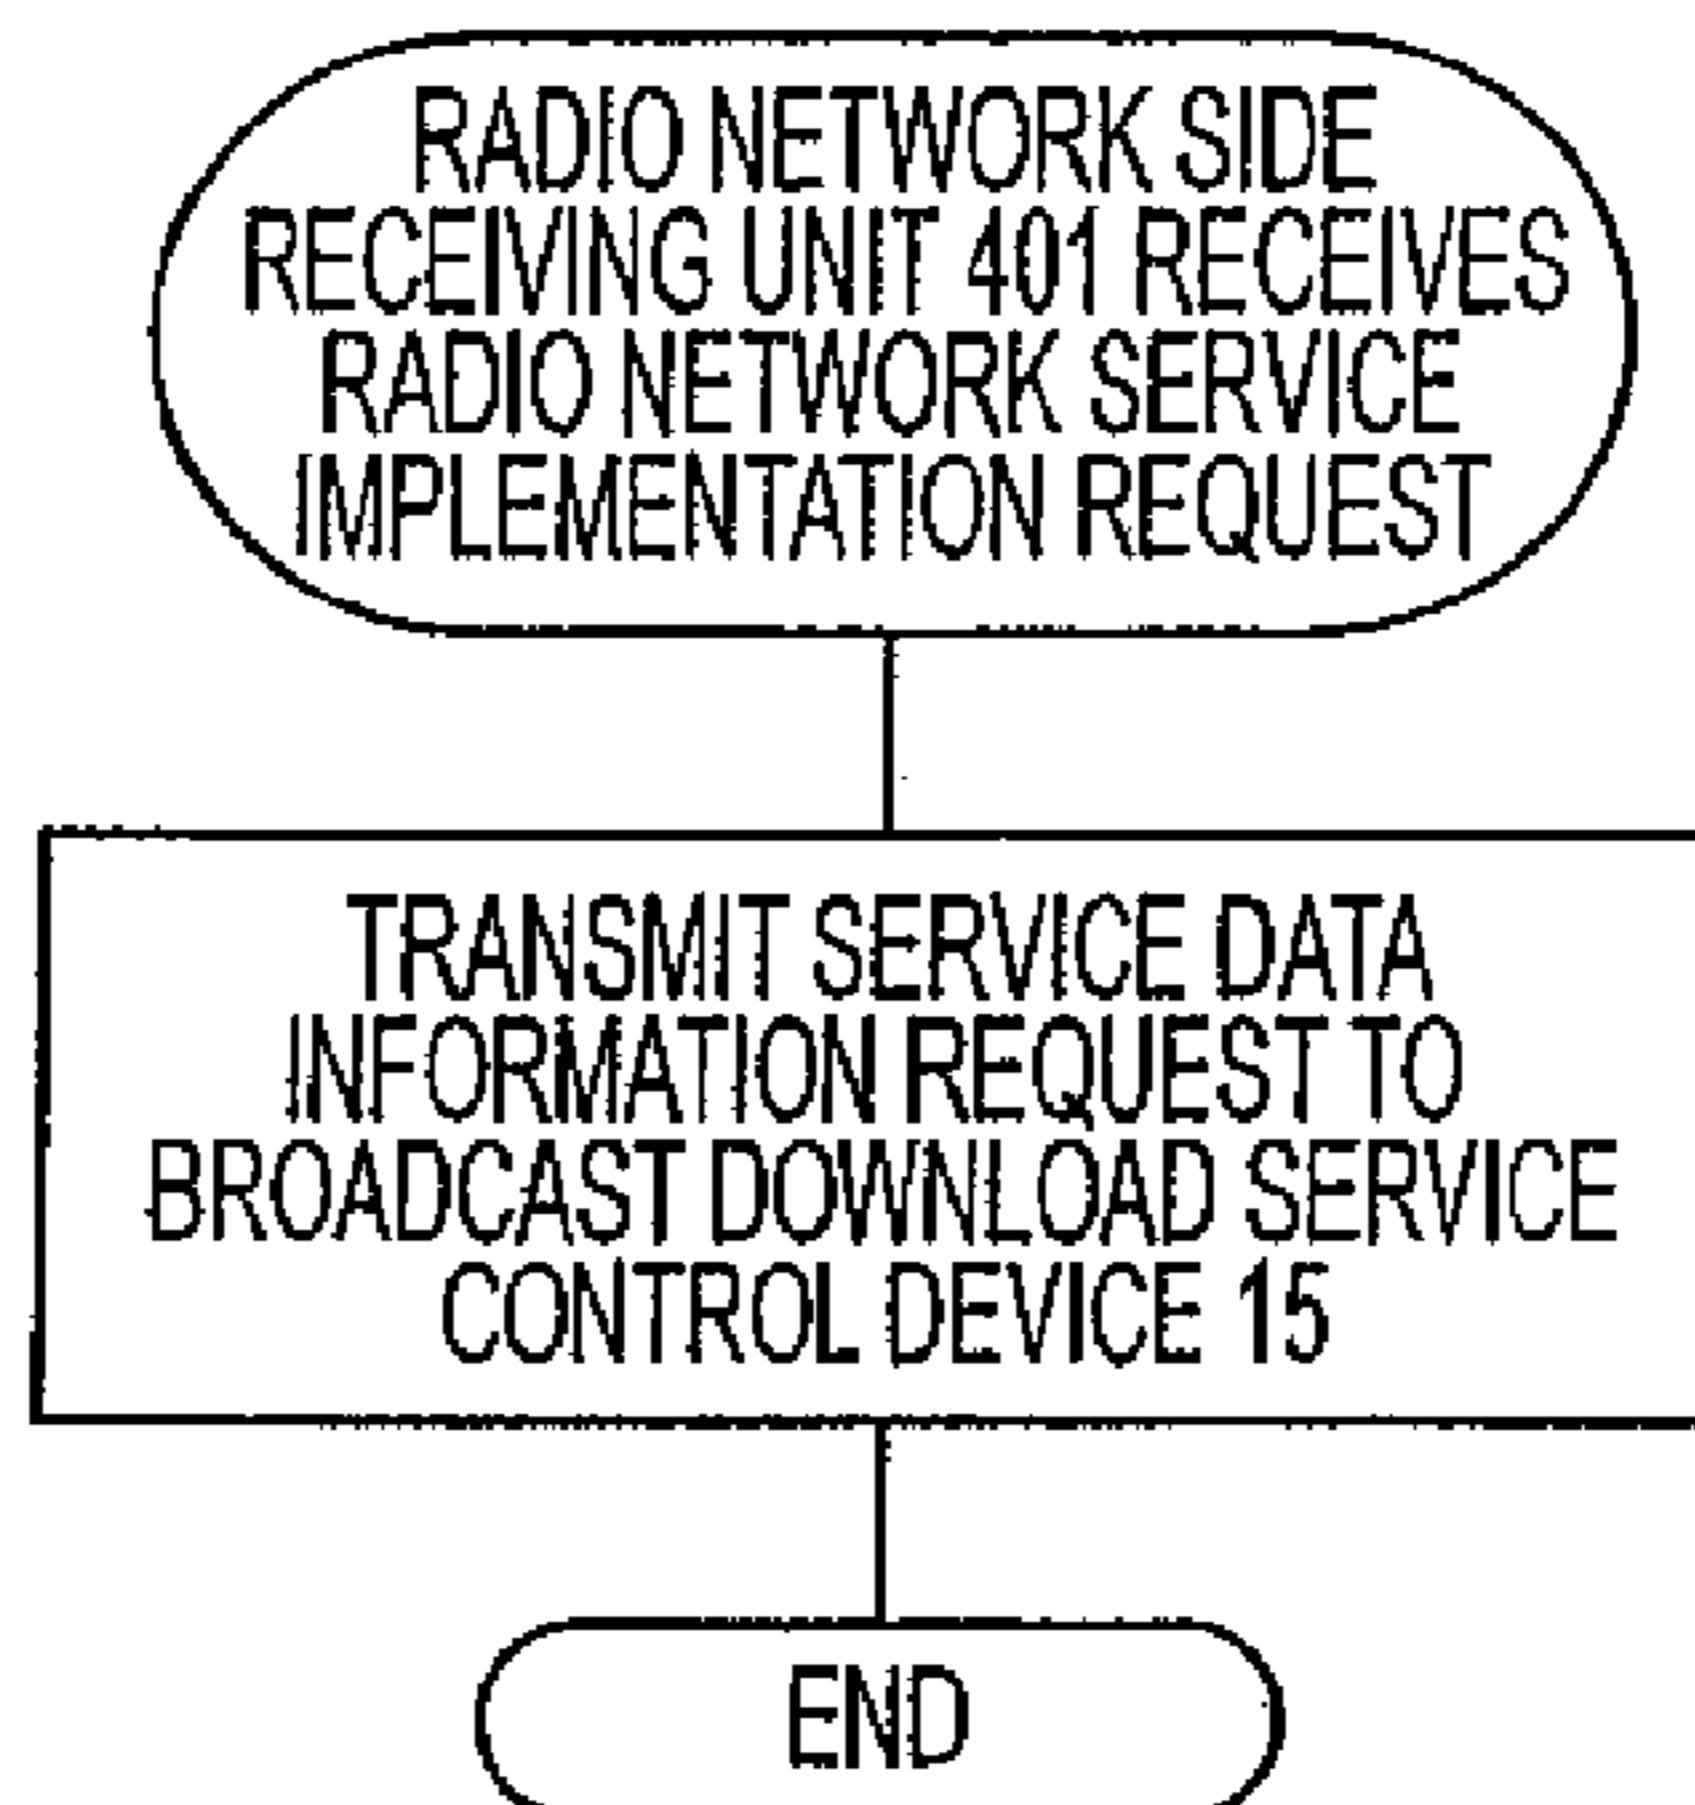 RADIO NETWORK SIDE
RECEIVING UNIT 401 RECEIVES
RADIO NETWORK SERVICE
IMPLEMENTATION REQUEST
TRANSMIT SERVICE DATA
INFORMATION REQUEST TO
BROADCAST DOWNLOAD SERVICE
CONTROL DEVICE 15
END